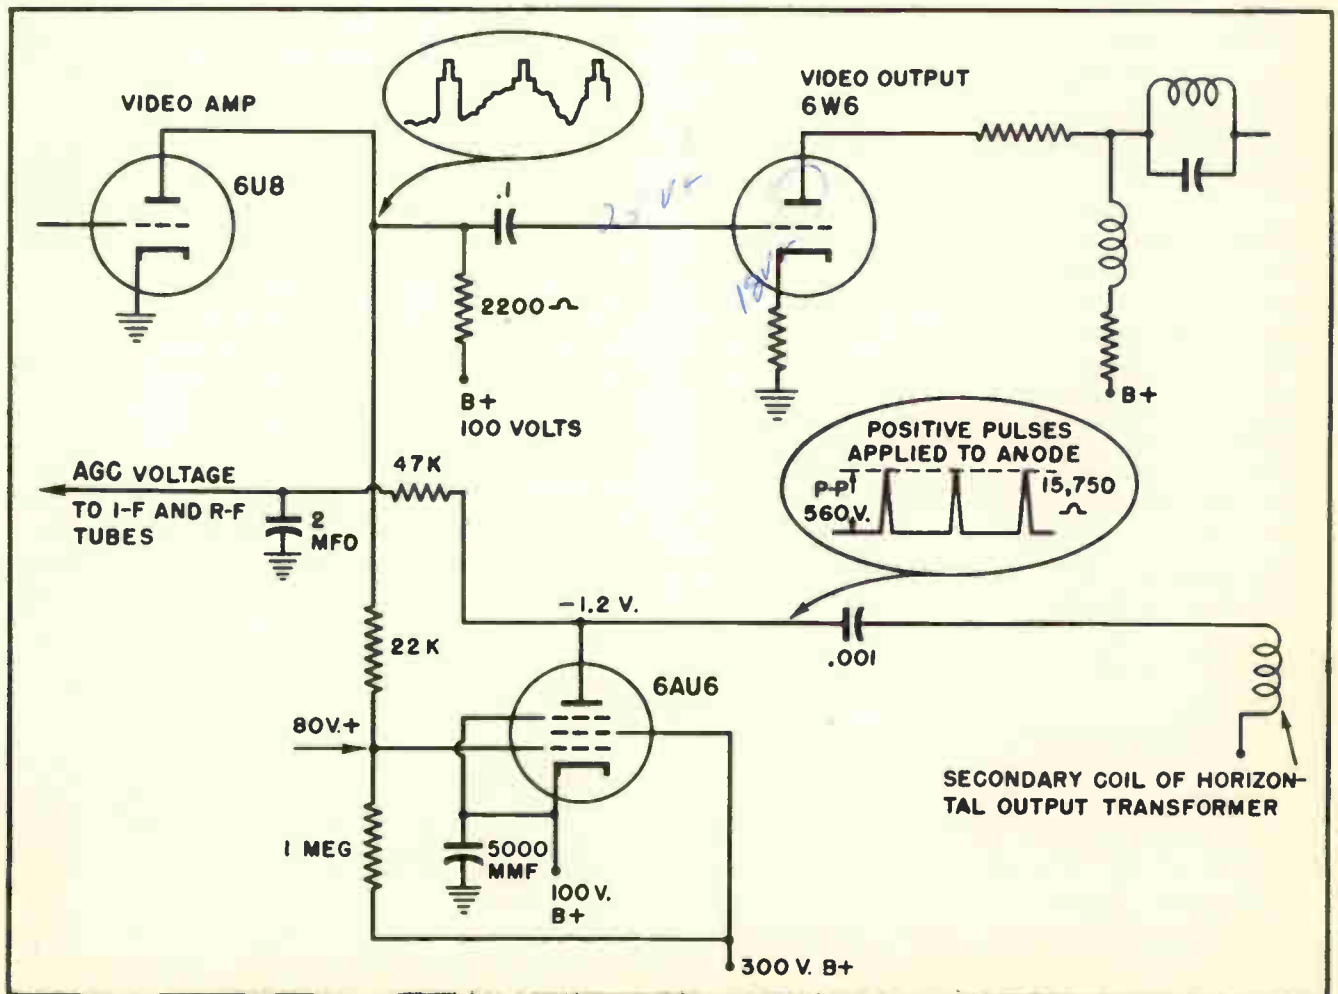 VIDEO AMP
6U8
VIDEO OUTPUT
6W6
.1
2200 Ω
B+
100 VOLTS
B+
18V
POSITIVE PULSES
APPLIED TO ANODE
P-P
560 V.
15,750
AGC VOLTAGE
TO I-F AND R-F
TUBES
47K
2
MFD
22 K
-1.2 V.
.001
6AU6
80V.+
SECONDARY COIL OF HORIZON-
TAL OUTPUT TRANSFORMER
1 MEG
5000
MMF
100 V.
B+
300 V. B+